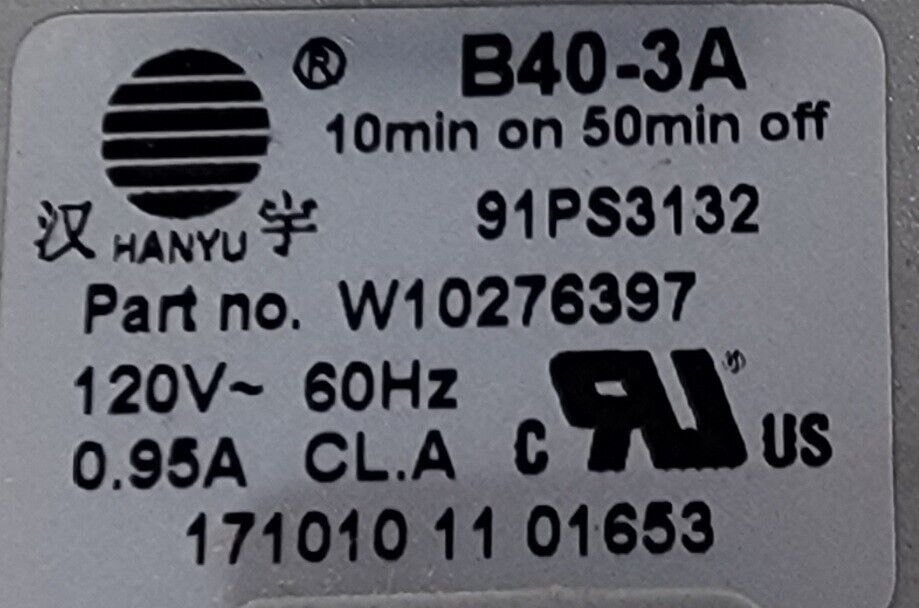 ® B40-3A
10min on 50min off
汉 HANYU 宇
91PS3132
Part no. W10276397
120V~ 60Hz
0.95A CL.A
C RU US
171010 11 01653